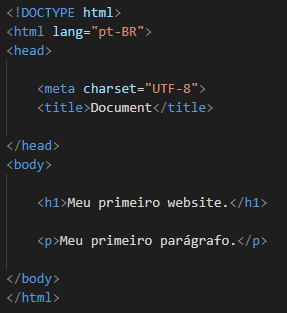 <!DOCTYPE html>
<html lang="pt-BR">
<head>
<meta charset="UTF-8">
<title>Document</title>
</head>
<body>
<h1>Meu primeiro website.</h1>
<p>Meu primeiro parágrafo.</p>
</body>
</html>